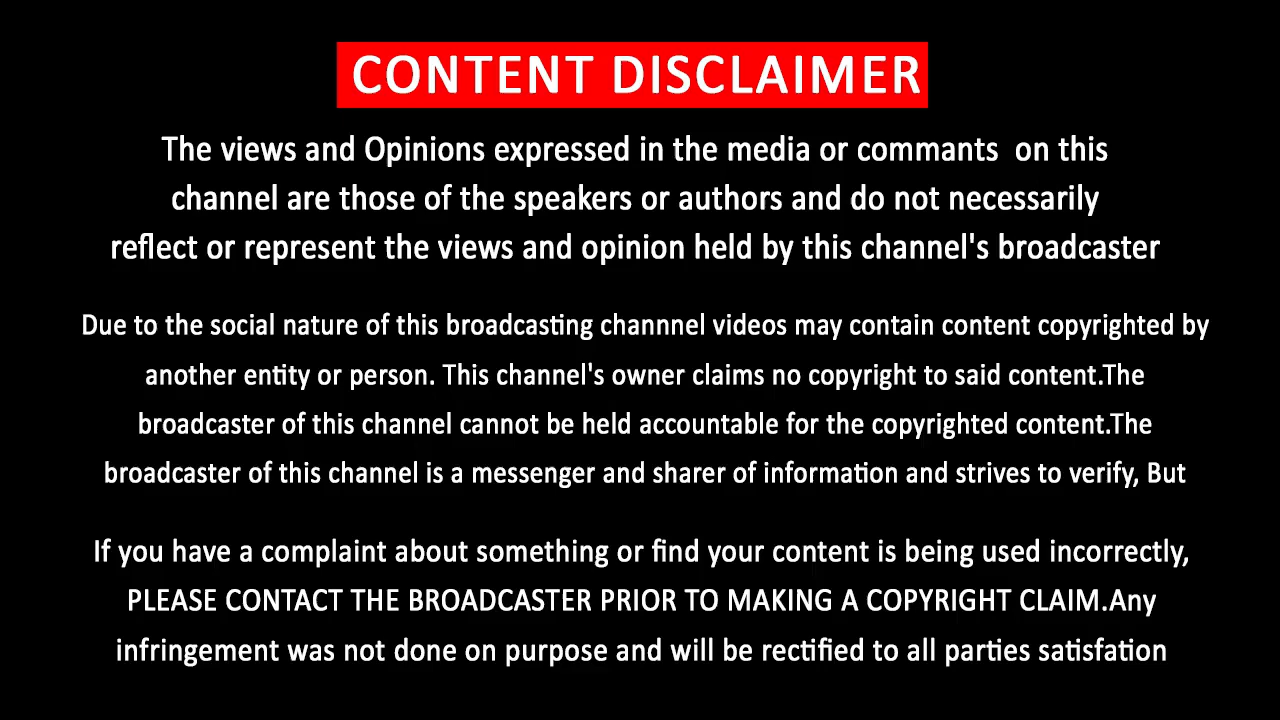 CONTENT DISCLAIMER
The views and Opinions expressed in the media or commants on this
channel are those of the speakers or authors and do not necessarily
reflect or represent the views and opinion held by this channel's broadcaster
Due to the social nature of this broadcasting channnel videos may contain content copyrighted by
another entity or person. This channel's owner claims no copyright to said content.The
broadcaster of this channel cannot be held accountable for the copyrighted content.The
broadcaster of this channel is a messenger and sharer of information and strives to verify, But
If you have a complaint about something or find your content is being used incorrectly,
PLEASE CONTACT THE BROADCASTER PRIOR TO MAKING A COPYRIGHT CLAIM.Any
infringement was not done on purpose and will be rectified to all parties satisfation